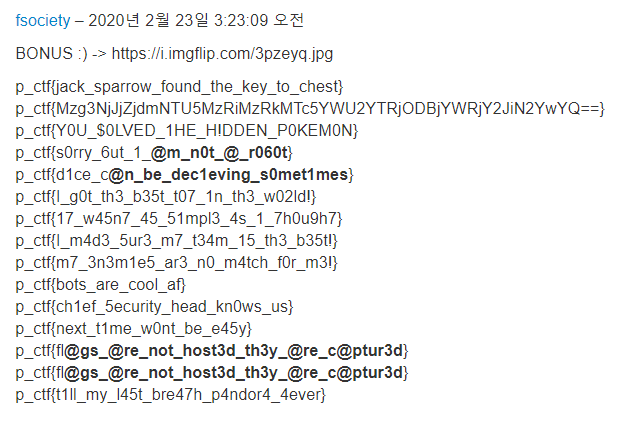 fsociety – 2020년 2월 23일 3:23:09 오전
BONUS :) -> https://i.imgflip.com/3pzeyq.jpg
p_ctf{jack_sparrow_found_the_key_to_chest}
p_ctf{Mzg3NjJjZjdmNTU5MzRiMzRkMTc5YWU2YTRjODBjYWRjY2JiN2YwYQ==}
p_ctf{Y0U_$0LVED_1HE_H!DDEN_P0KEM0N}
p_ctf{s0rry_6ut_1_@m_n0t_@_r060t}
p_ctf{d1ce_c@n_be_dec1eving_s0met1mes}
p_ctf{I_g0t_th3_b35t_t07_1n_th3_w02ld!}
p_ctf{17_w45n7_45_51mpl3_4s_1_7h0u9h7}
p_ctf{I_m4d3_5ur3_m7_t34m_15_th3_b35t!}
p_ctf{m7_3n3m1e5_ar3_n0_m4tch_f0r_m3!}
p_ctf{bots_are_cool_af}
p_ctf{ch1ef_5ecurity_head_kn0ws_us}
p_ctf{next_t1me_w0nt_be_e45y}
p_ctf{fl@gs_@re_not_host3d_th3y_@re_c@ptur3d}
p_ctf{fl@gs_@re_not_host3d_th3y_@re_c@ptur3d}
p_ctf{t1ll_my_l45t_bre47h_p4ndor4_4ever}